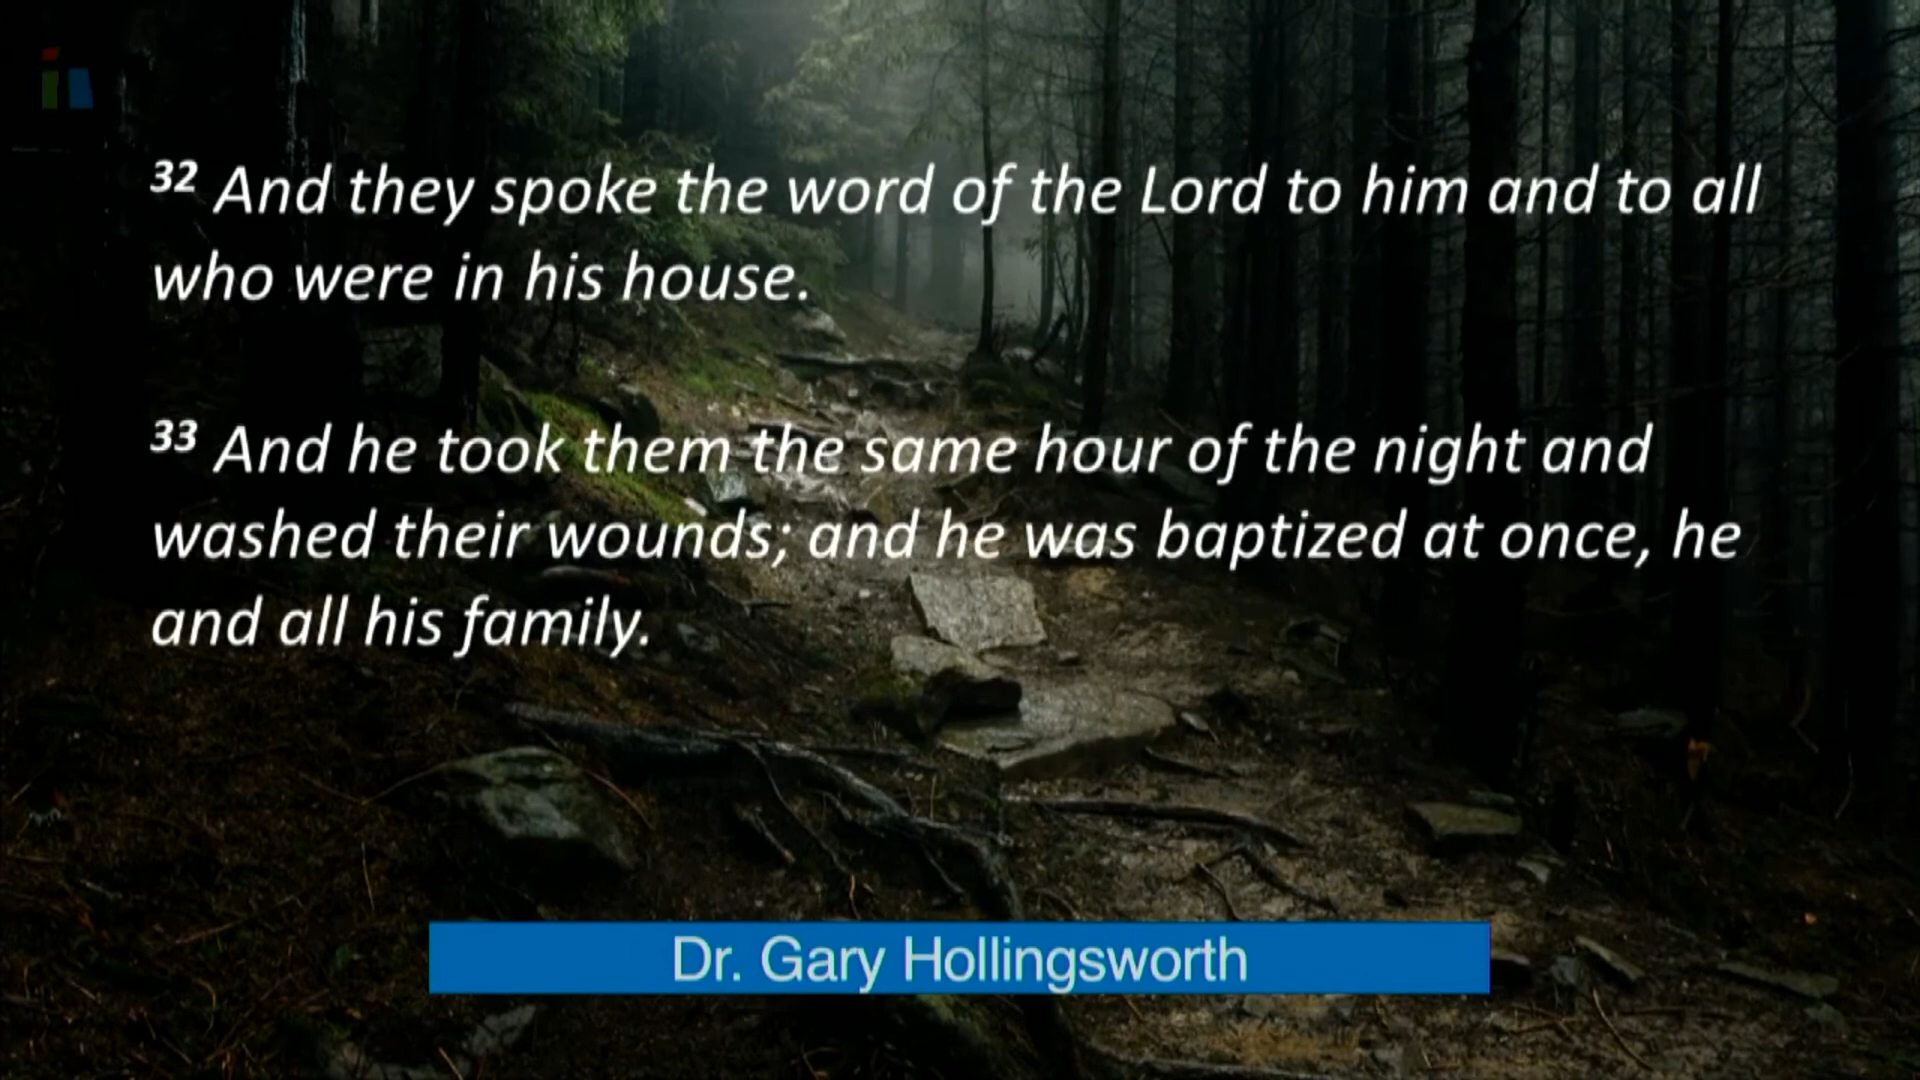 32 And they spoke the word of the Lord to him and to all
who were in his house.
33 And he took them the same hour of the night and
washed their wounds; and he was baptized at once, he
and all his family.
Dr. Gary Hollingsworth